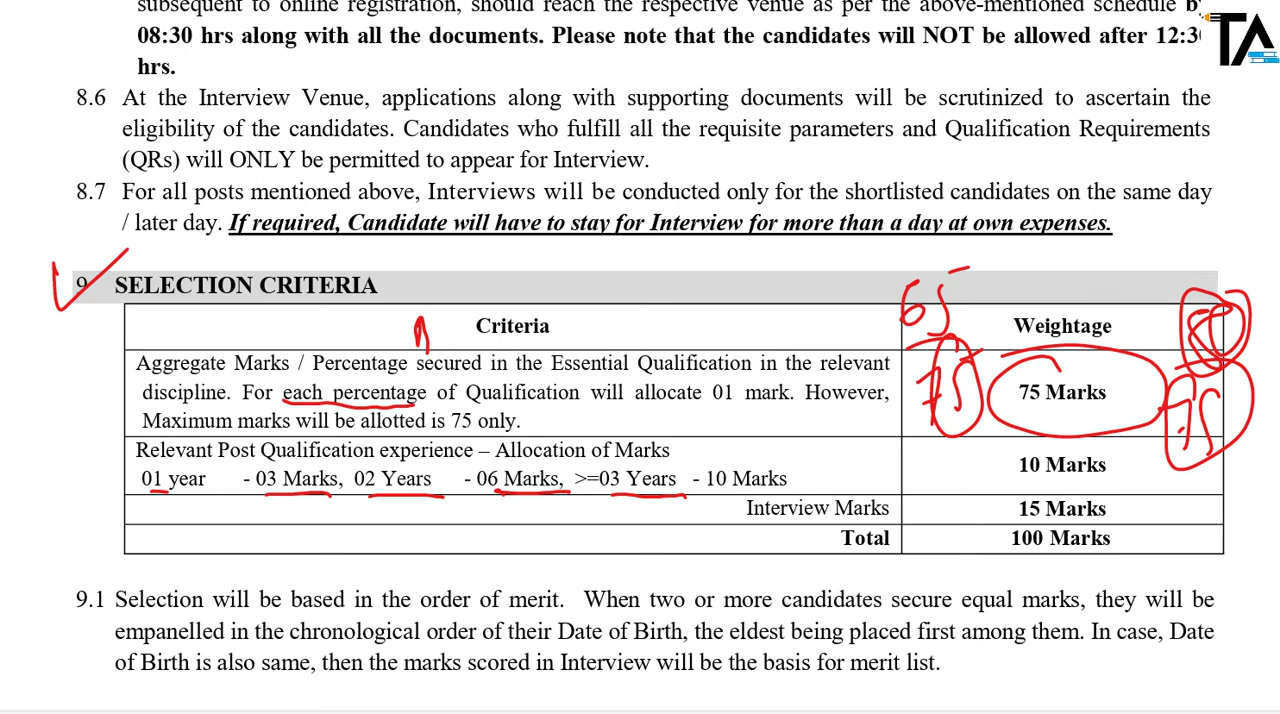 subsequent to online registration, should reach the respective venue as per the above-mentioned schedule b
08:30 hrs along with all the documents. Please note that the candidates will NOT be allowed after 12:3
TA
hrs.
8.6 At the Interview Venue, applications along with supporting documents will be scrutinized to ascertain the
eligibility of the candidates. Candidates who fulfill all the requisite parameters and Qualification Requirements
(QRs) will ONLY be permitted to appear for Interview.
8.7 For all posts mentioned above, Interviews will be conducted only for the shortlisted candidates on the same day
/ later day. If required, Candidate will have to stay for Interview for more than a day at own expenses.
9 SELECTION CRITERIA
65
Criteria Weightage
Aggregate Marks / Percentage secured in the Essential Qualification in the relevant
discipline. For each percentage of Qualification will allocate 01 mark. However, 75 75 Marks 75
Maximum marks will be allotted is 75 only.
Relevant Post Qualification experience – Allocation of Marks
01 year - 03 Marks, 02 Years - 06 Marks, >=03 Years - 10 Marks 10 Marks
Interview Marks 15 Marks
Total 100 Marks
9.1 Selection will be based in the order of merit. When two or more candidates secure equal marks, they will be
empanelled in the chronological order of their Date of Birth, the eldest being placed first among them. In case, Date
of Birth is also same, then the marks scored in Interview will be the basis for merit list.